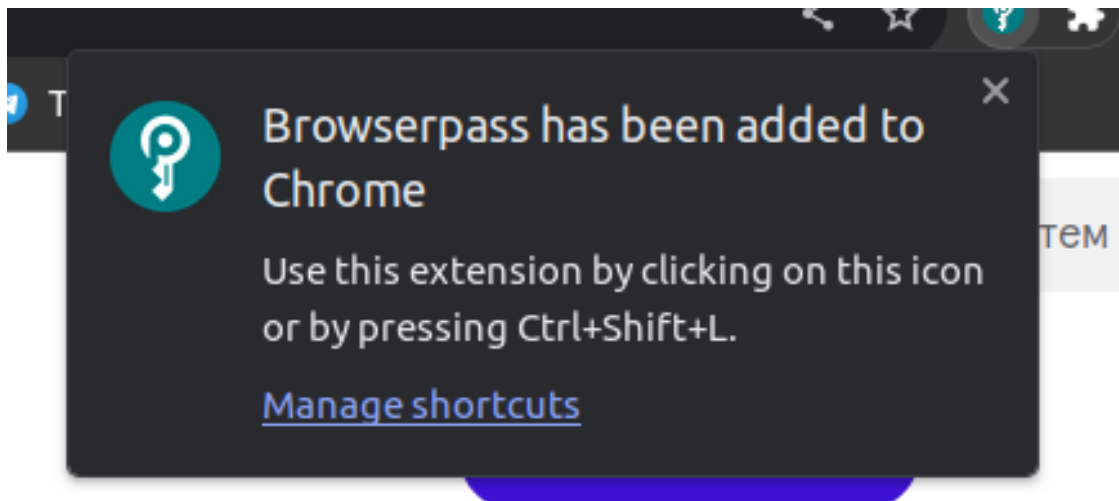 T
Browserpass has been added to
Chrome
Use this extension by clicking on this icon
or by pressing Ctrl+Shift+L.
Manage shortcuts
тем